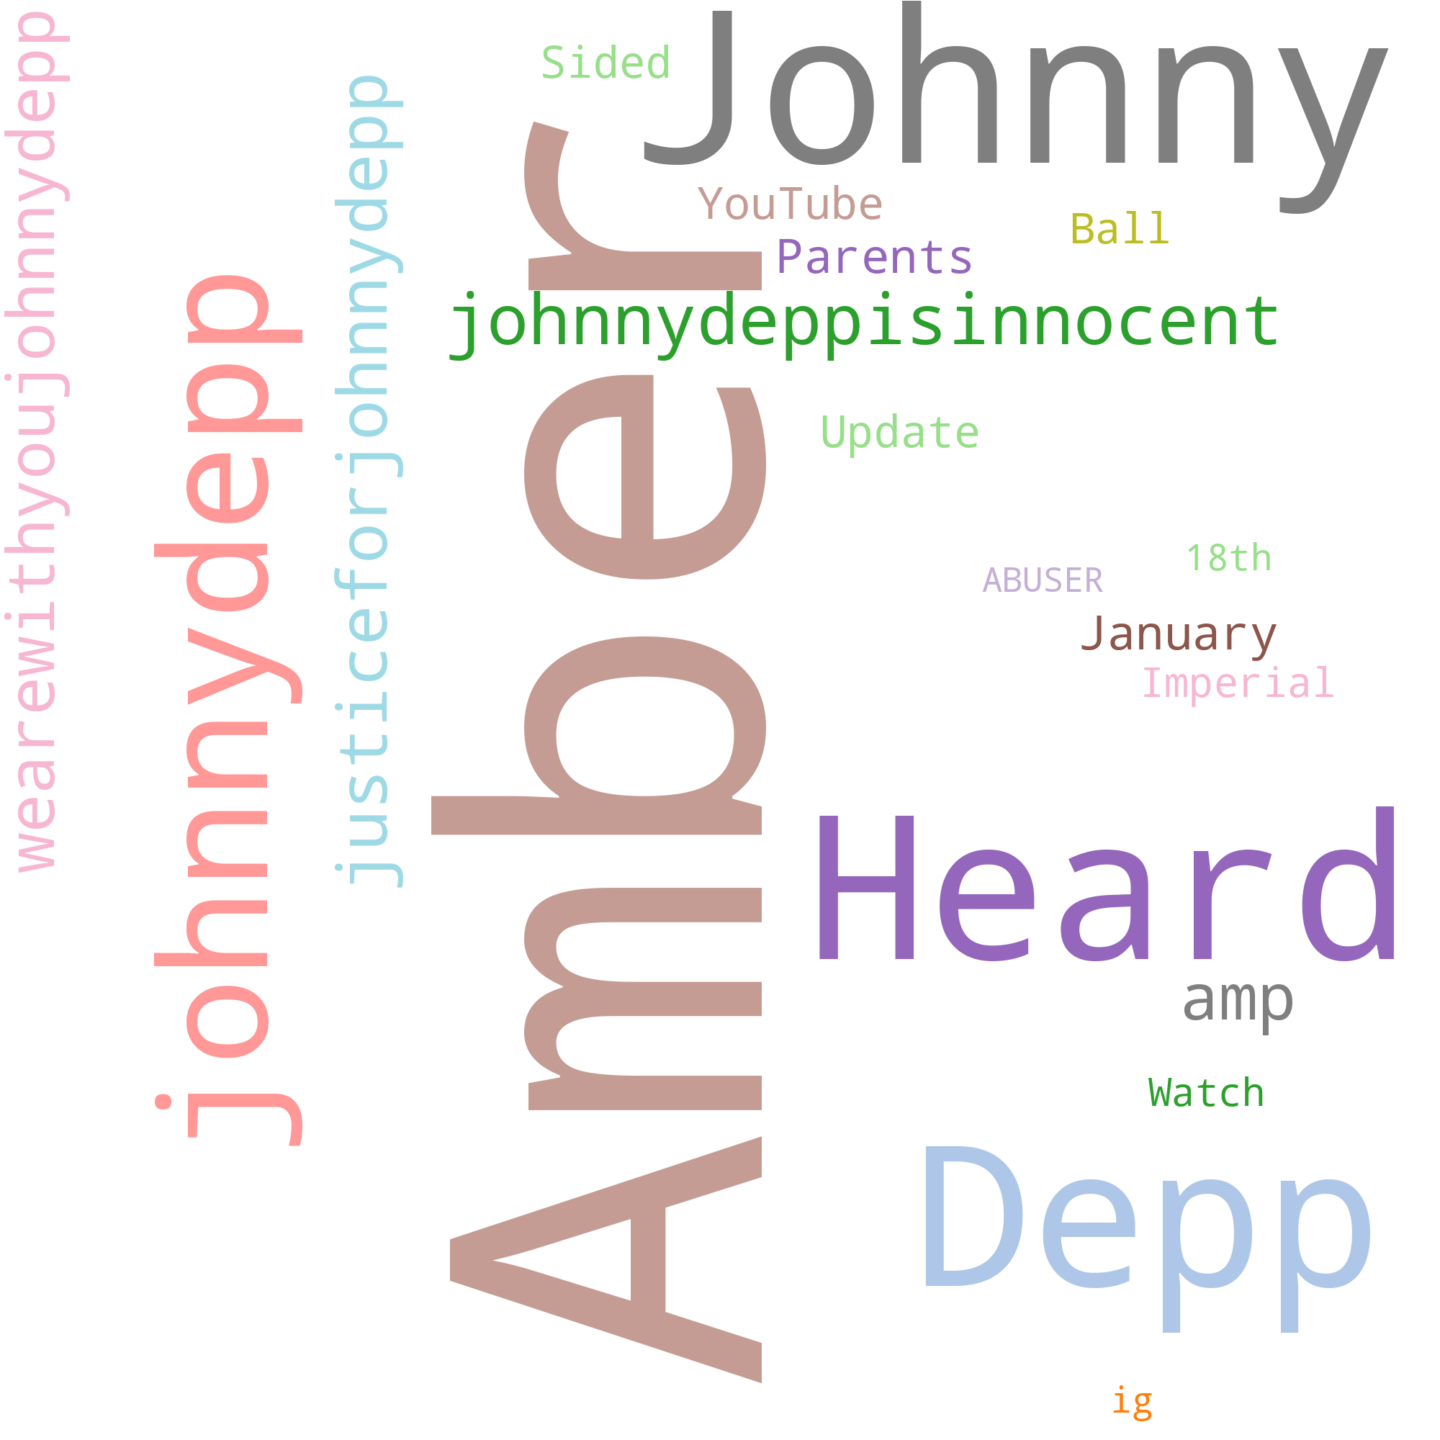 wearewithyoujohnnydepp
johnnydepp
justiceforjohnnydepp
Amber
Johnny
Sided
YouTube
Ball
Parents
johnnydeppisinnocent
Update
18th
ABUSER
January
Imperial
Heard
amp
Watch
Depp
ig